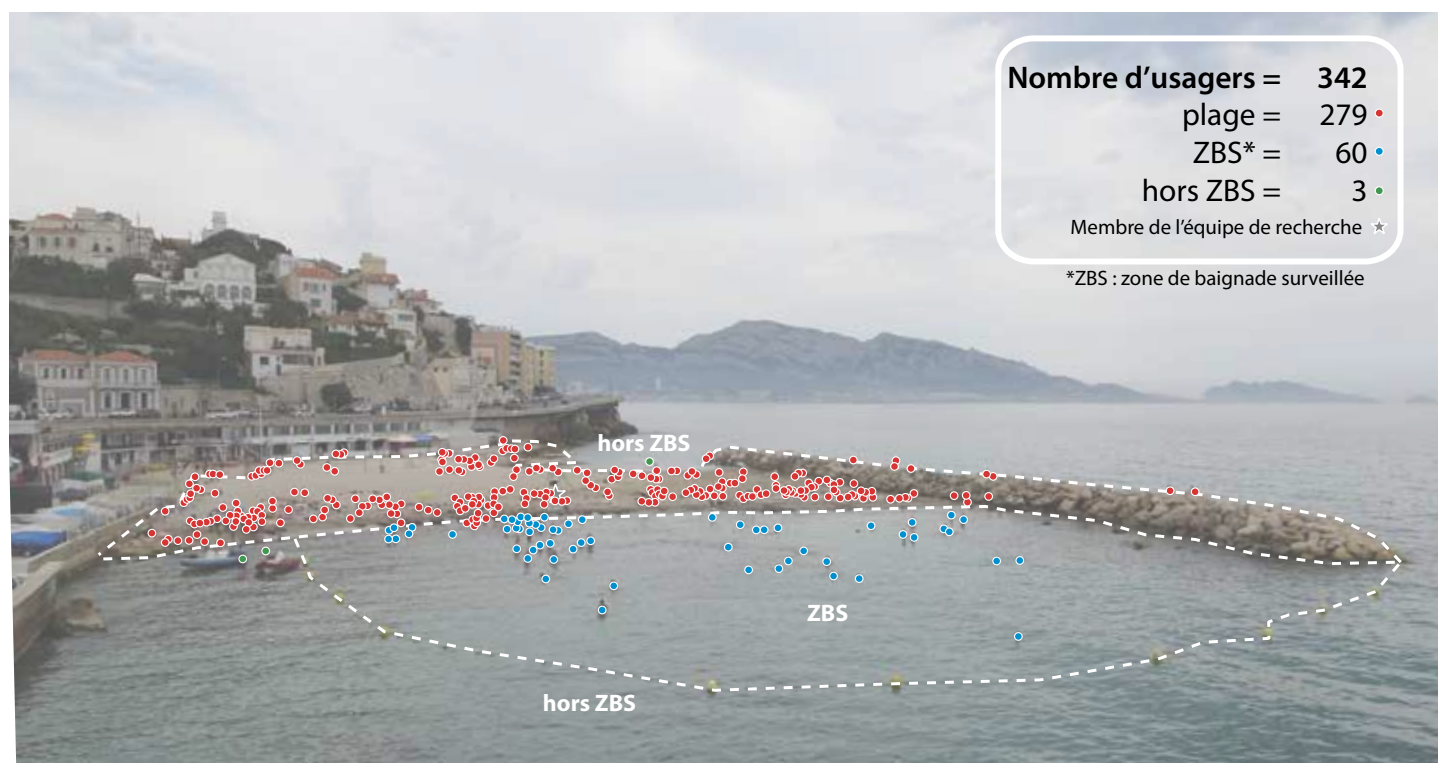 Nombre d'usagers = 342
plage = 279
ZBS* = 60
hors ZBS = 3
Membre de l'équipe de recherche
*ZBS : zone de baignade surveillée
hors ZBS
ZBS
hors ZBS